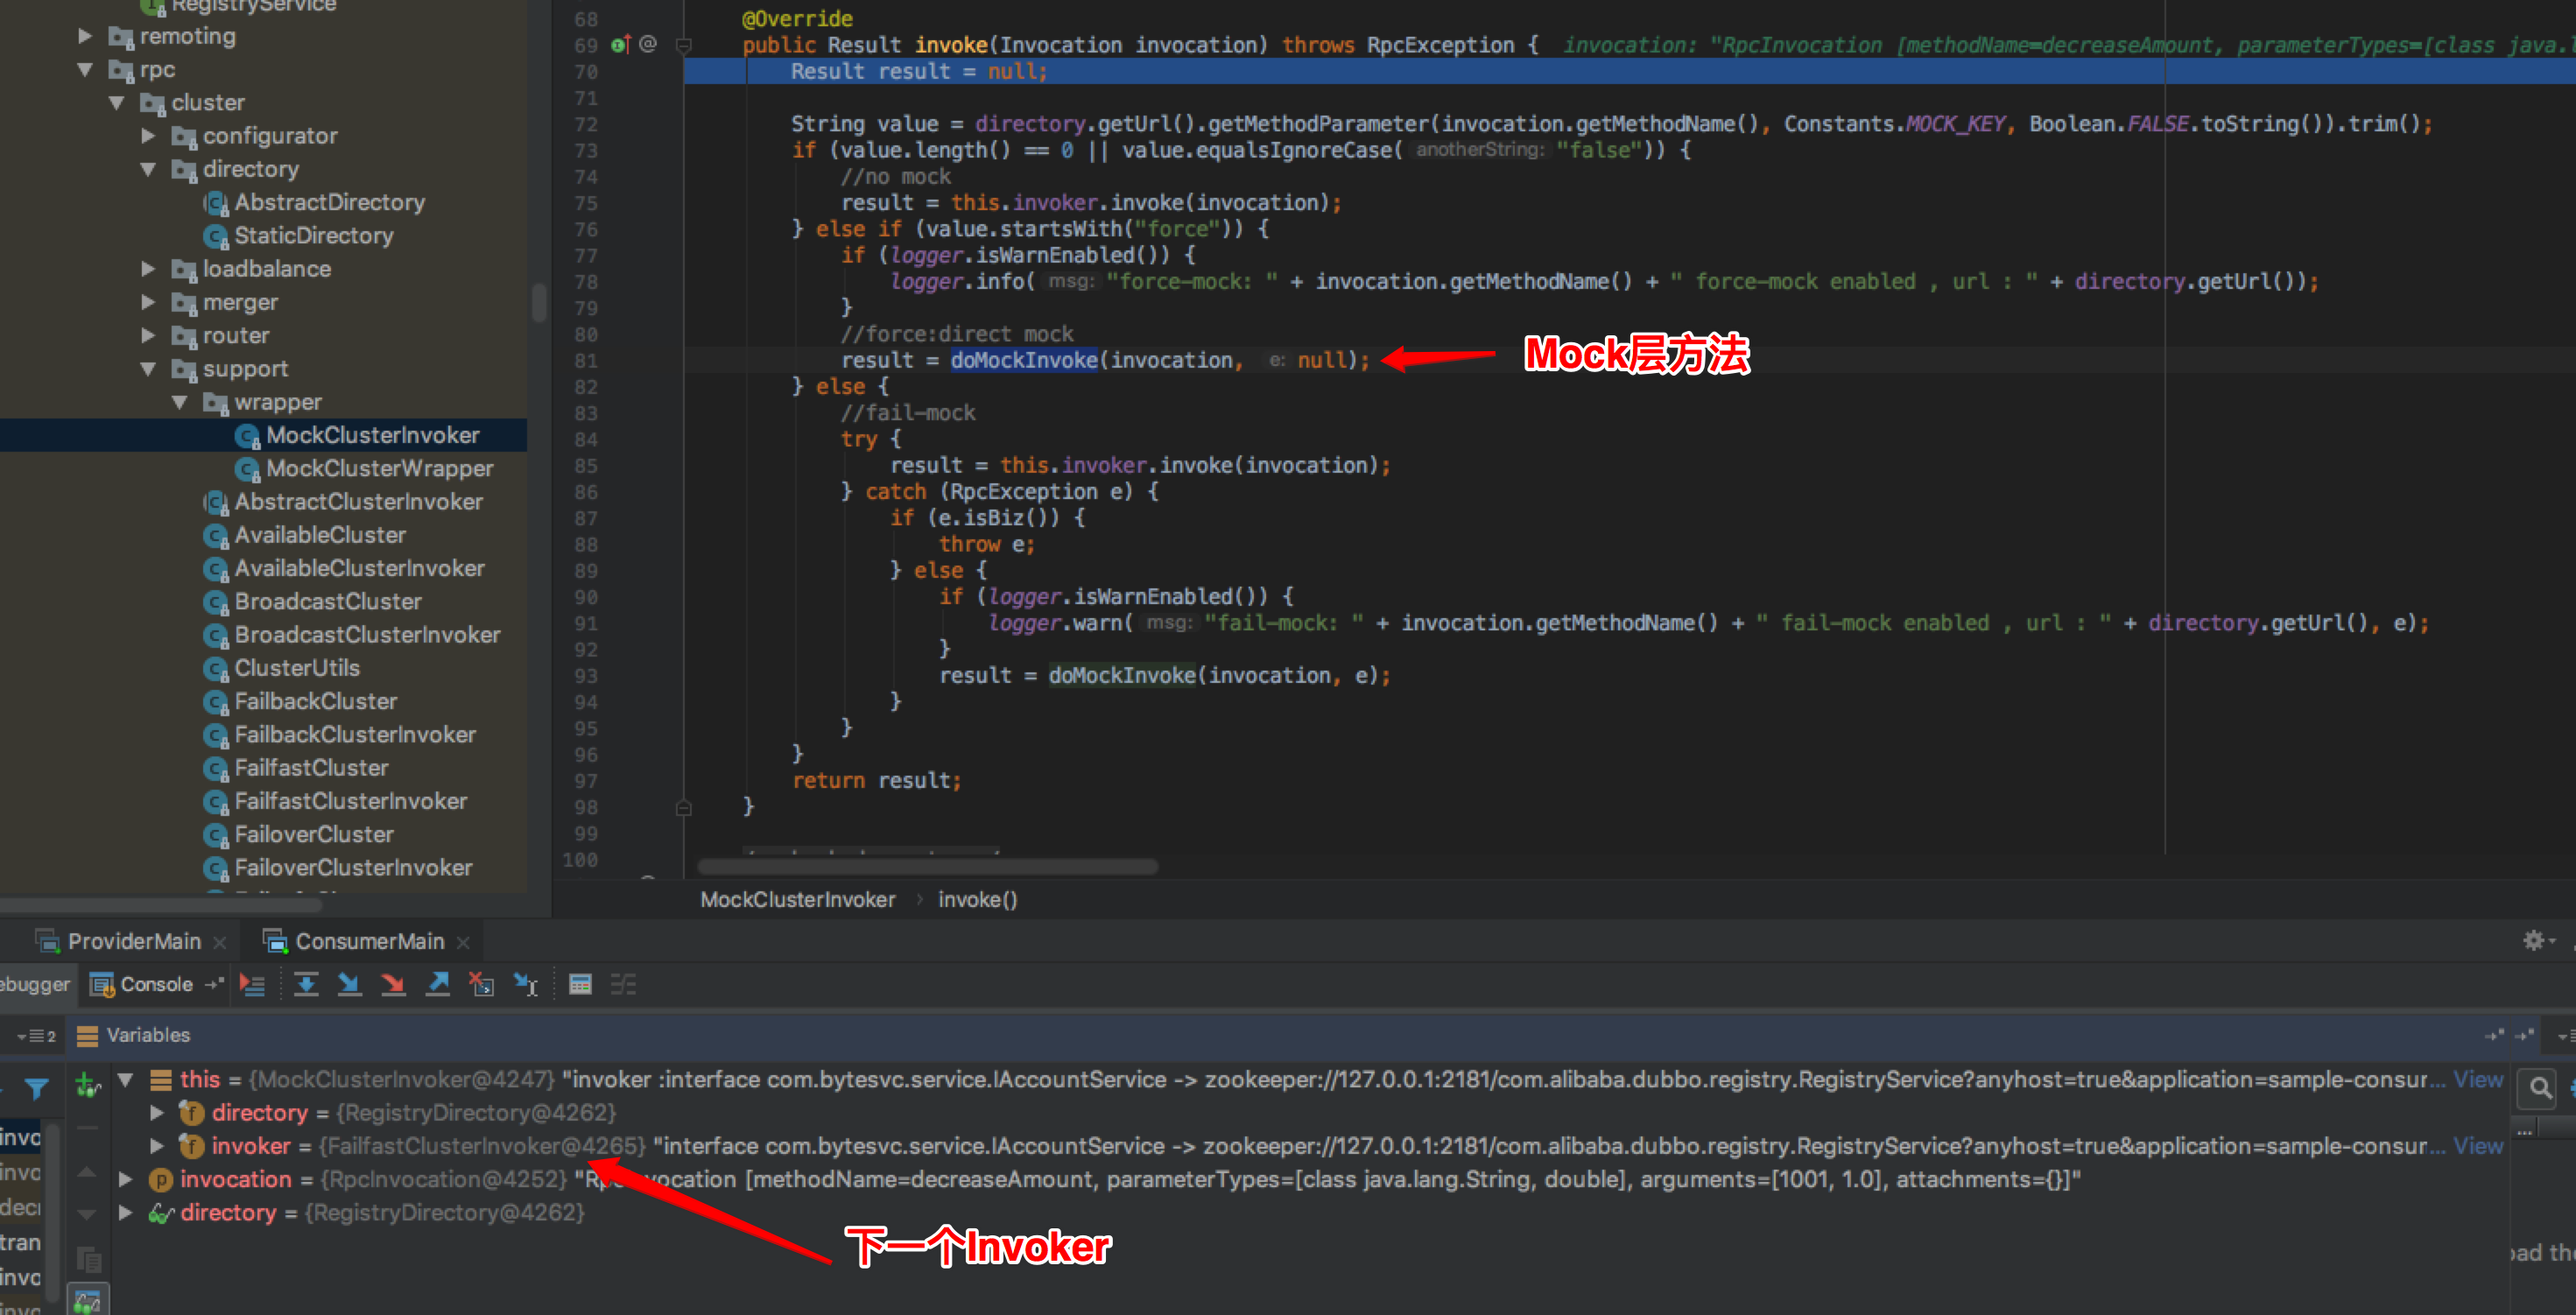 RegistryService
remoting
rpc
cluster
configurator
directory
AbstractDirectory
StaticDirectory
loadbalance
merger
router
support
wrapper
MockClusterInvoker
MockClusterWrapper
AbstractClusterInvoker
AvailableCluster
AvailableClusterInvoker
BroadcastCluster
BroadcastClusterInvoker
ClusterUtils
FailbackCluster
FailbackClusterInvoker
FailfastCluster
FailfastClusterInvoker
FailoverCluster
FailoverClusterInvoker
68 @Override
69 public Result invoke(Invocation invocation) throws RpcException { invocation: "RpcInvocation [methodName=decreaseAmount, parameterTypes=[class java.l
70 Result result = null;
71
72 String value = directory.getUrl().getMethodParameter(invocation.getMethodName(), Constants.MOCK_KEY, Boolean.FALSE.toString()).trim();
73 if (value.length() == 0 || value.equalsIgnoreCase( anotherString: "false")) {
74 //no mock
75 result = this.invoker.invoke(invocation);
76 } else if (value.startsWith("force")) {
77 if (logger.isWarnEnabled()) {
78 logger.info( msg: "force-mock: " + invocation.getMethodName() + " force-mock enabled , url : " + directory.getUrl());
79 }
80 //force:direct mock
81 result = doMockInvoke(invocation, e: null); Mock层方法
82 } else {
83 //fail-mock
84 try {
85 result = this.invoker.invoke(invocation);
86 } catch (RpcException e) {
87 if (e.isBiz()) {
88 throw e;
89 } else {
90 if (logger.isWarnEnabled()) {
91 logger.warn( msg: "fail-mock: " + invocation.getMethodName() + " fail-mock enabled , url : " + directory.getUrl(), e);
92 }
93 result = doMockInvoke(invocation, e);
94 }
95 }
96 }
97 return result;
98 }
99
100
MockClusterInvoker › invoke()
ProviderMain × ConsumerMain ×
ebugger Console
2 Variables
this = {MockClusterInvoker@4247} "invoker :interface com.bytesvc.service.IAccountService -> zookeeper://127.0.0.1:2181/com.alibaba.dubbo.registry.RegistryService?anyhost=true&application=sample-consur... View
directory = {RegistryDirectory@4262}
invo
invoker = {FailfastClusterInvoker@4265} "interface com.bytesvc.service.IAccountService -> zookeeper://127.0.0.1:2181/com.alibaba.dubbo.registry.RegistryService?anyhost=true&application=sample-consur... View
invo
invocation = {RpcInvocation@4252} "Rpc vocation [methodName=decreaseAmount, parameterTypes=[class java.lang.String, double], arguments=[1001, 1.0], attachments={}]"
decr
directory = {RegistryDirectory@4262}
tran
下一个Invoker
oad the
invo
invo